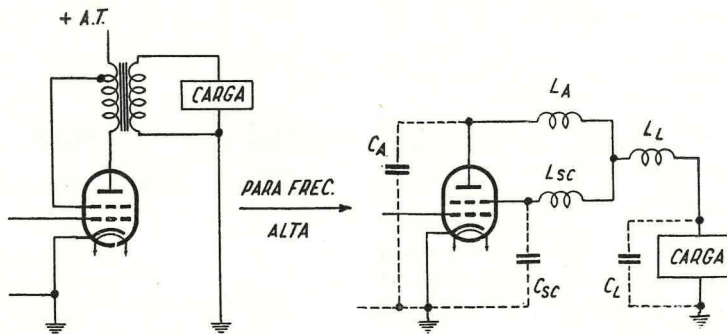 + A.T.
CARGA
PARA FREC.
ALTA
C_A
L_A
L_SC
L_L
C_SC
C_L
CARGA